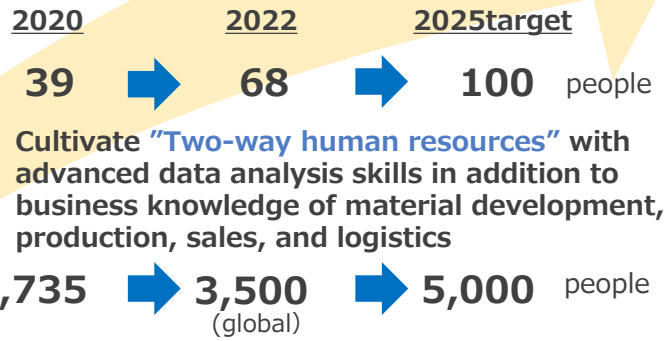 2020 2022 2025target
39 68 100 people
Cultivate ”Two-way human resources” with
advanced data analysis skills in addition to
business knowledge of material development,
production, sales, and logistics
,735 3,500 5,000 people
(global)